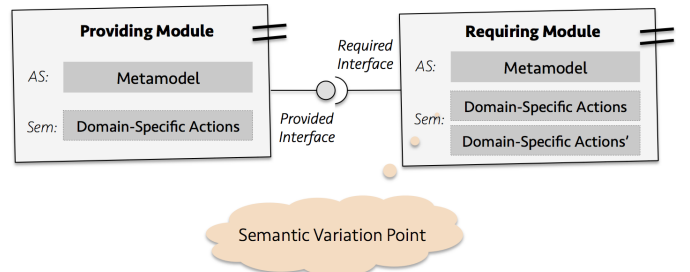 Providing Module
AS:
Metamodel
Sem:
Domain-Specific Actions
Required
Interface
Provided
Interface
Requiring Module
AS:
Metamodel
Sem:
Domain-Specific Actions
Domain-Specific Actions’
Semantic Variation Point